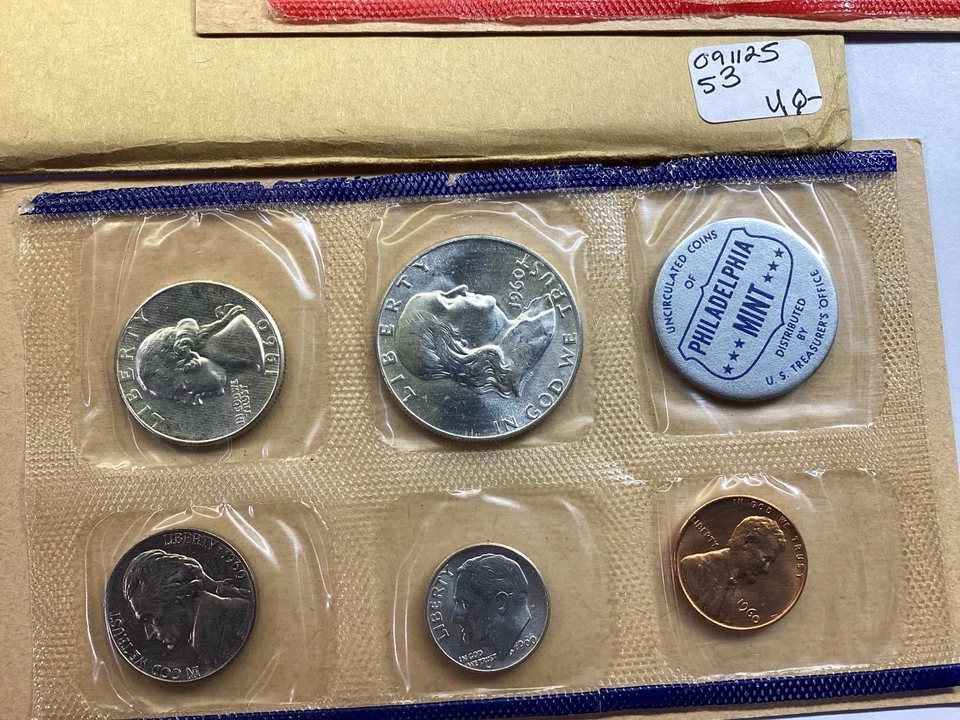 091125
53
40-
LIBERTY
IN GOD WE
TRUST
1960
LIBERTY
1960
IN GOD WE TRUST
UNCIRCULATED COINS
OF
PHILADELPHIA
MINT
DISTRIBUTED
BY
U. S. TREASURER'S OFFICE
LIBERTY 1960
IN GOD WE TRUST
LIBERTY
IN GOD
WE TRUST
1960
IN GOD WE TRUST
LIBERTY
1960